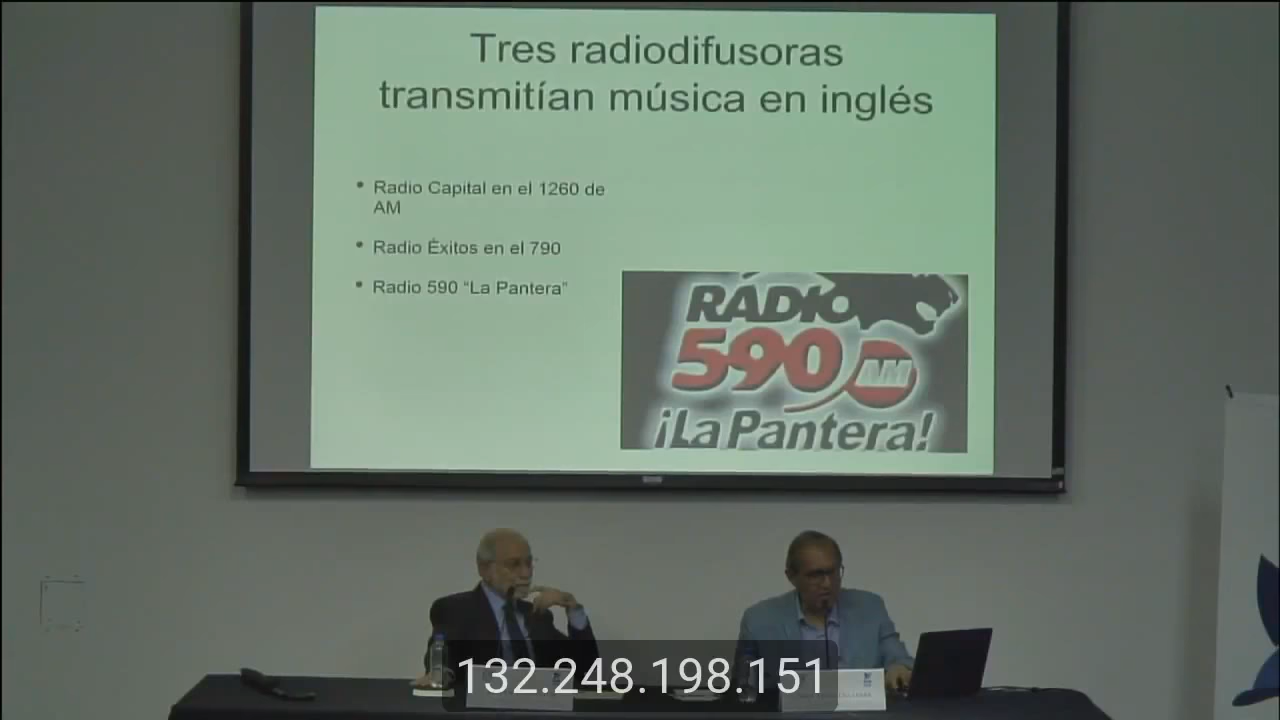 Tres radiodifusoras
transmitían música en inglés
• Radio Capital en el 1260 de
AM
• Radio Éxitos en el 790
• Radio 590 “La Pantera”
RADIO
590 AM
¡La Pantera!
132.248.198.151